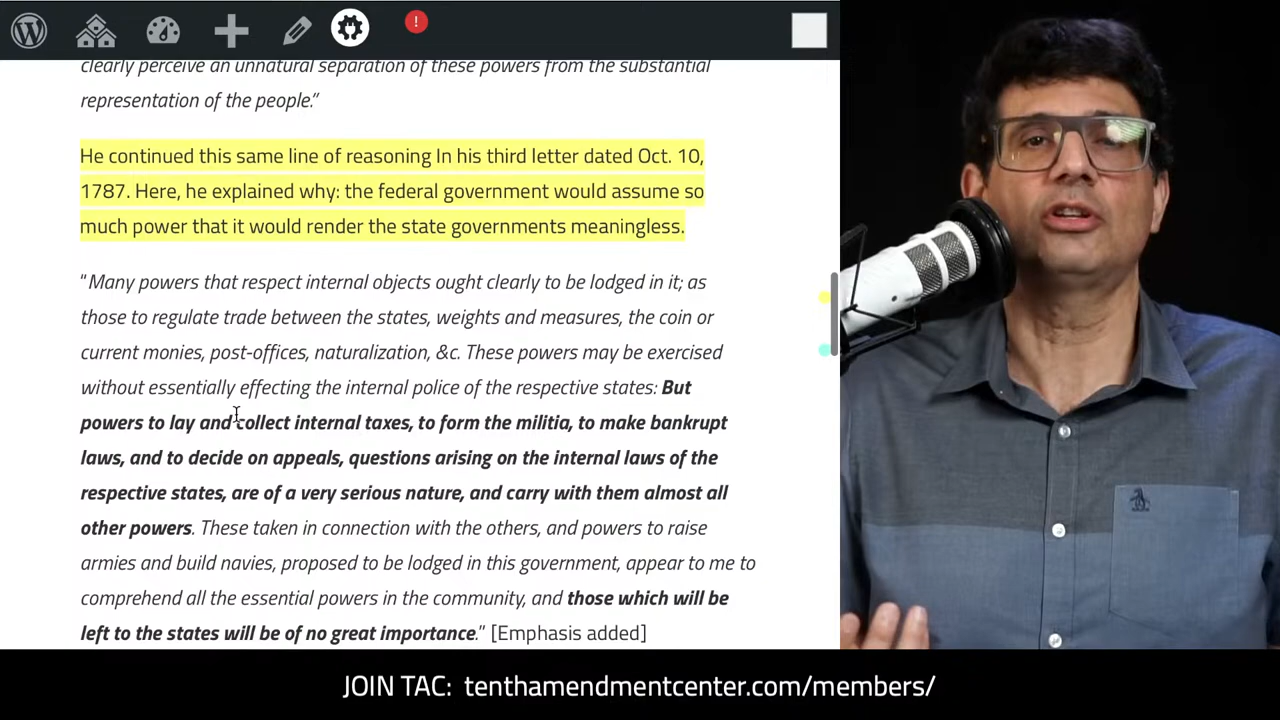 !
clearly perceive an unnatural separation of these powers from the substantial
representation of the people.”
He continued this same line of reasoning In his third letter dated Oct. 10,
1787. Here, he explained why: the federal government would assume so
much power that it would render the state governments meaningless.
“Many powers that respect internal objects ought clearly to be lodged in it; as
those to regulate trade between the states, weights and measures, the coin or
current monies, post-offices, naturalization, &c. These powers may be exercised
without essentially effecting the internal police of the respective states: But
powers to lay and collect internal taxes, to form the militia, to make bankrupt
laws, and to decide on appeals, questions arising on the internal laws of the
respective states, are of a very serious nature, and carry with them almost all
other powers. These taken in connection with the others, and powers to raise
armies and build navies, proposed to be lodged in this government, appear to me to
comprehend all the essential powers in the community, and those which will be
left to the states will be of no great importance.” [Emphasis added]
JOIN TAC: tenthamendmentcenter.com/members/